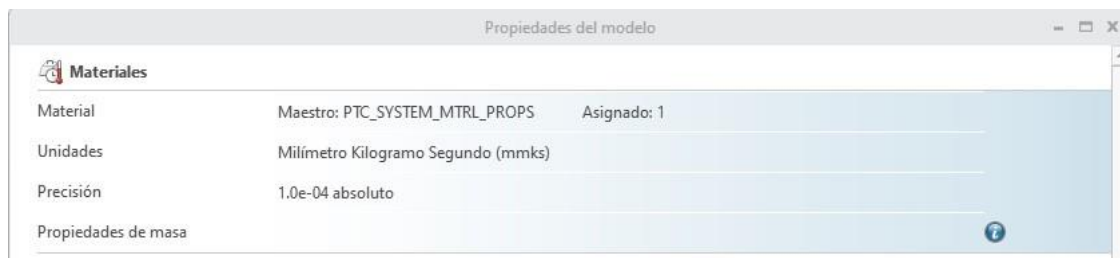 Propiedades del modelo
Materiales
Material Maestro: PTC_SYSTEM_MTRL_PROPS Asignado: 1
Unidades Milímetro Kilogramo Segundo (mmks)
Precisión 1.0e-04 absoluto
Propiedades de masa